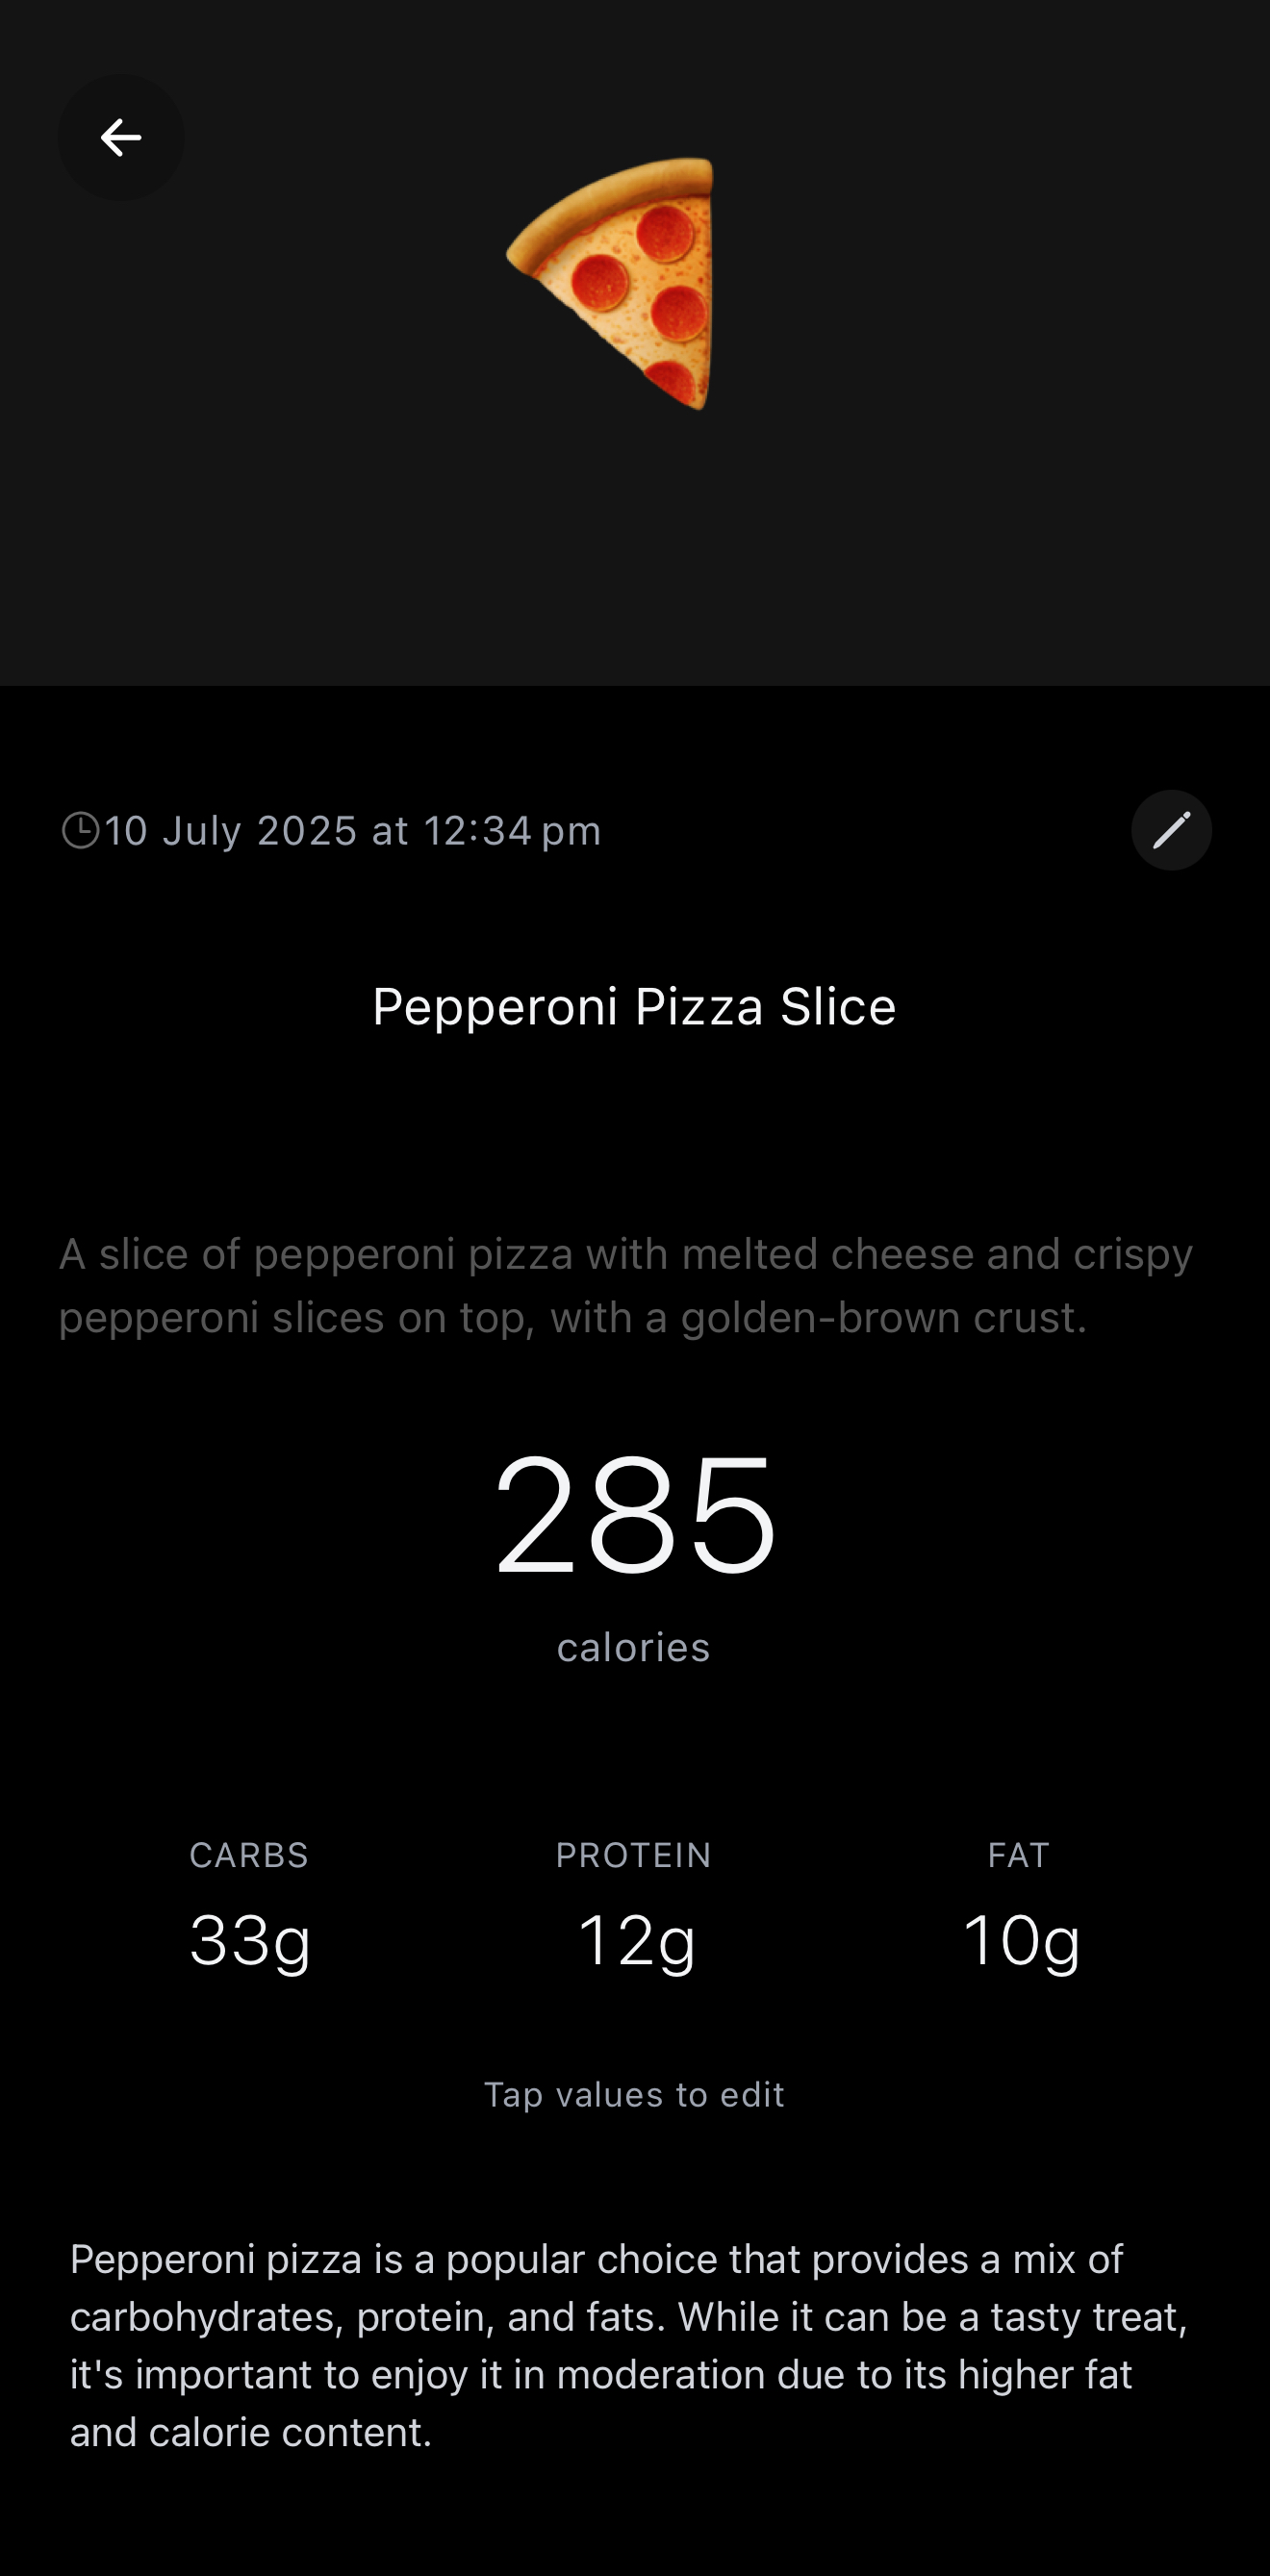 10 July 2025 at 12:34 pm
Pepperoni Pizza Slice
A slice of pepperoni pizza with melted cheese and crispy
pepperoni slices on top, with a golden-brown crust.
285
calories
CARBS PROTEIN FAT
33g 12g 10g
Tap values to edit
Pepperoni pizza is a popular choice that provides a mix of
carbohydrates, protein, and fats. While it can be a tasty treat,
it's important to enjoy it in moderation due to its higher fat
and calorie content.